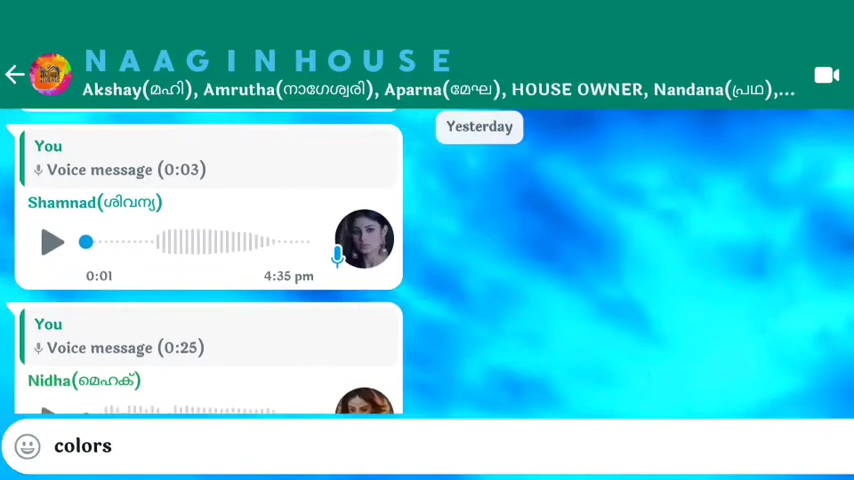 N A A G I N H O U S E
Akshay(മഹി), Amrutha(നാഗേശ്വരി), Aparna(മേഘ), HOUSE OWNER, Nandana(പ്രഥ),...
Yesterday
You
Voice message (0:03)
Shamnad(ശിവന്യ)
0:01 4:35 pm
You
Voice message (0:25)
Nidha(മെഹക്)
colors